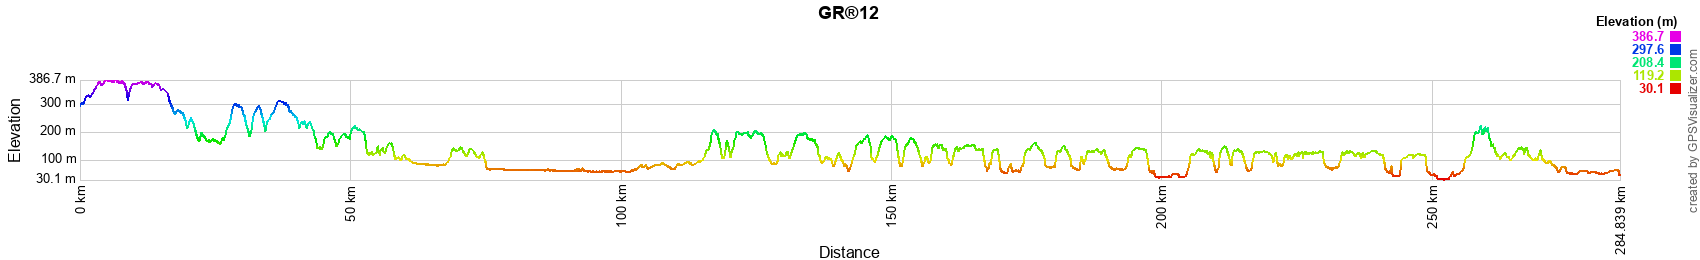 GR®12
Elevation (m)
386.7
297.6
208.4
119.2
30.1
386.7 m
300 m
200 m
100 m
30.1 m
Elevation
0 km
50 km
100 km
150 km
200 km
250 km
284.839 km
Distance
created by GPSVisualizer.com